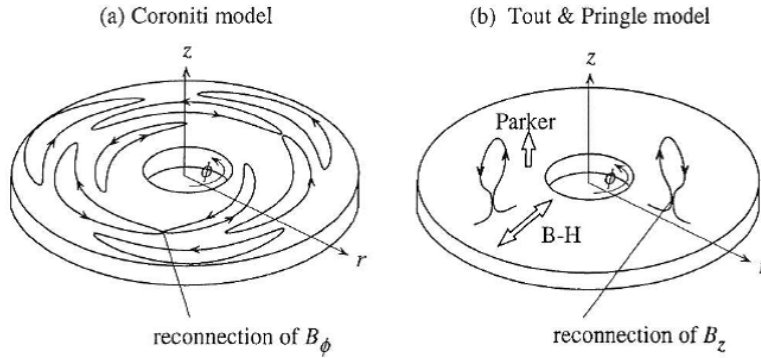 (a) Coroniti model
z
ϕ
r
reconnection of B_ϕ
(b) Tout & Pringle model
z
Parker
ϕ
B-H
reconnection of B_z